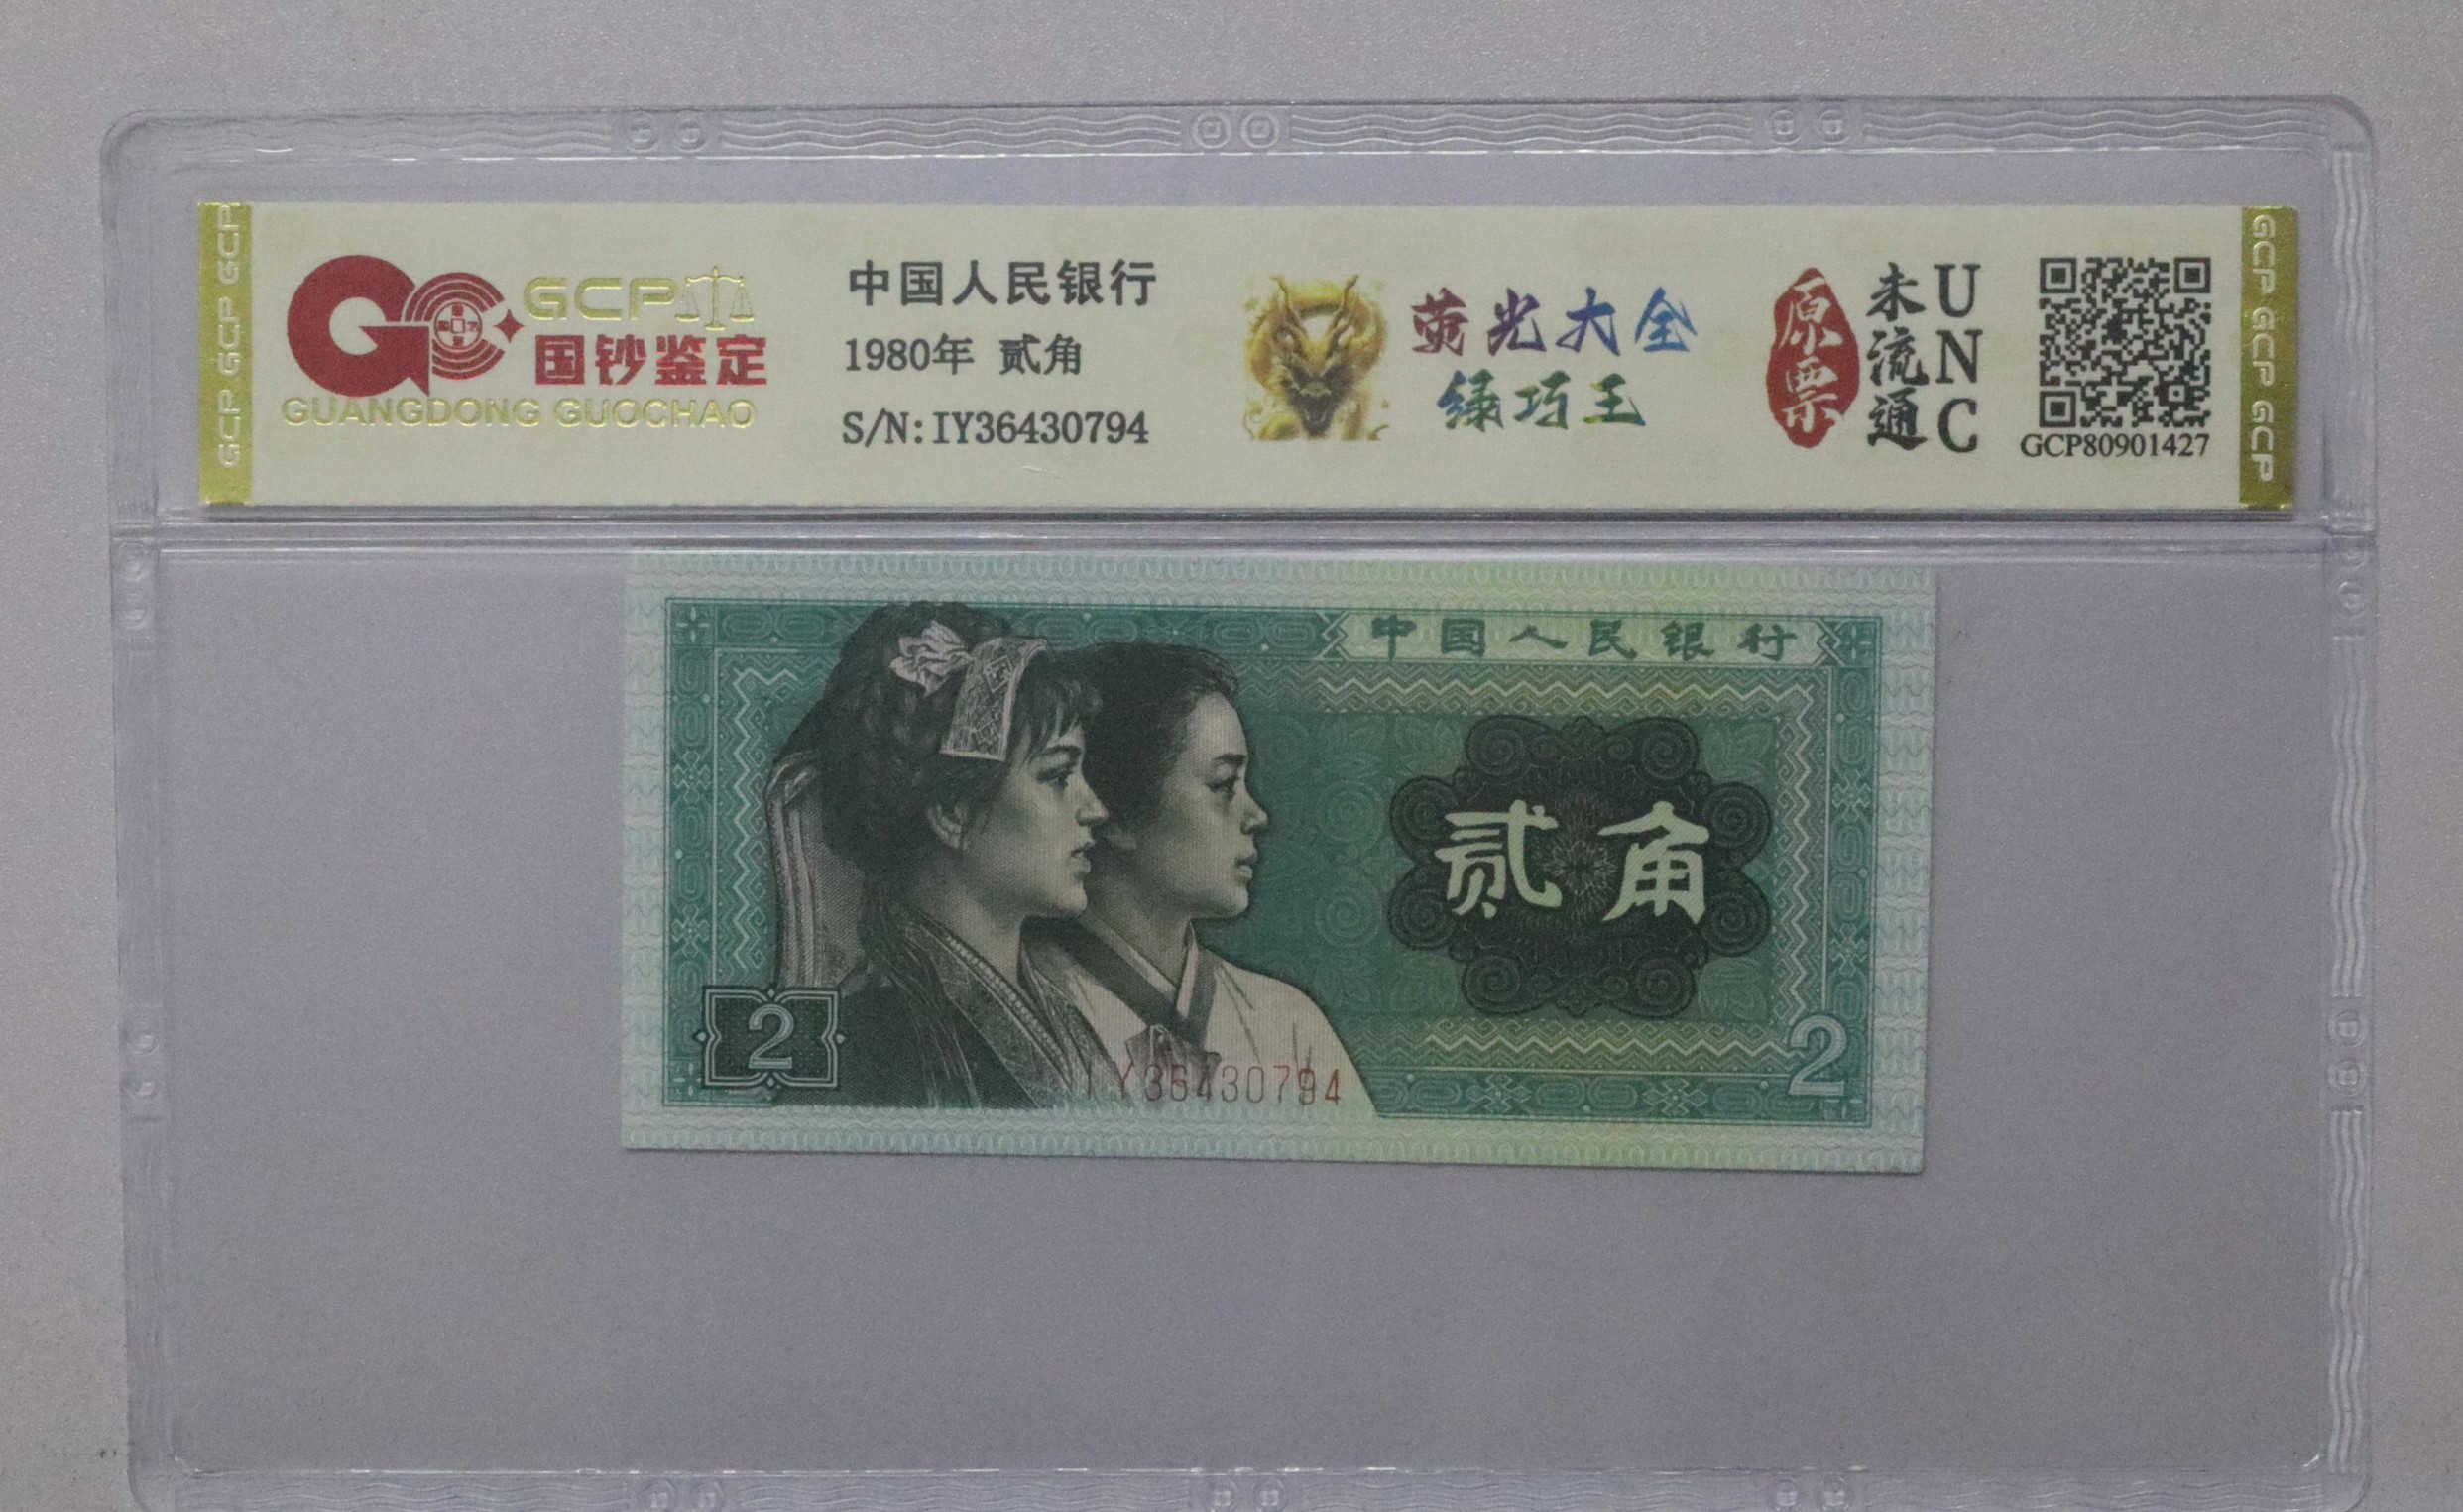 GCP GCP GCP
GCP
国钞鉴定
GUANGDONG GUOCHAO
中国人民银行
1980年 贰角
S/N: IY36430794
荧光大全
绿巧王
原票
未流通
UNC
GCP80901427
GCP GCP GCP
中国人民银行
贰角
2
2
IY36430794